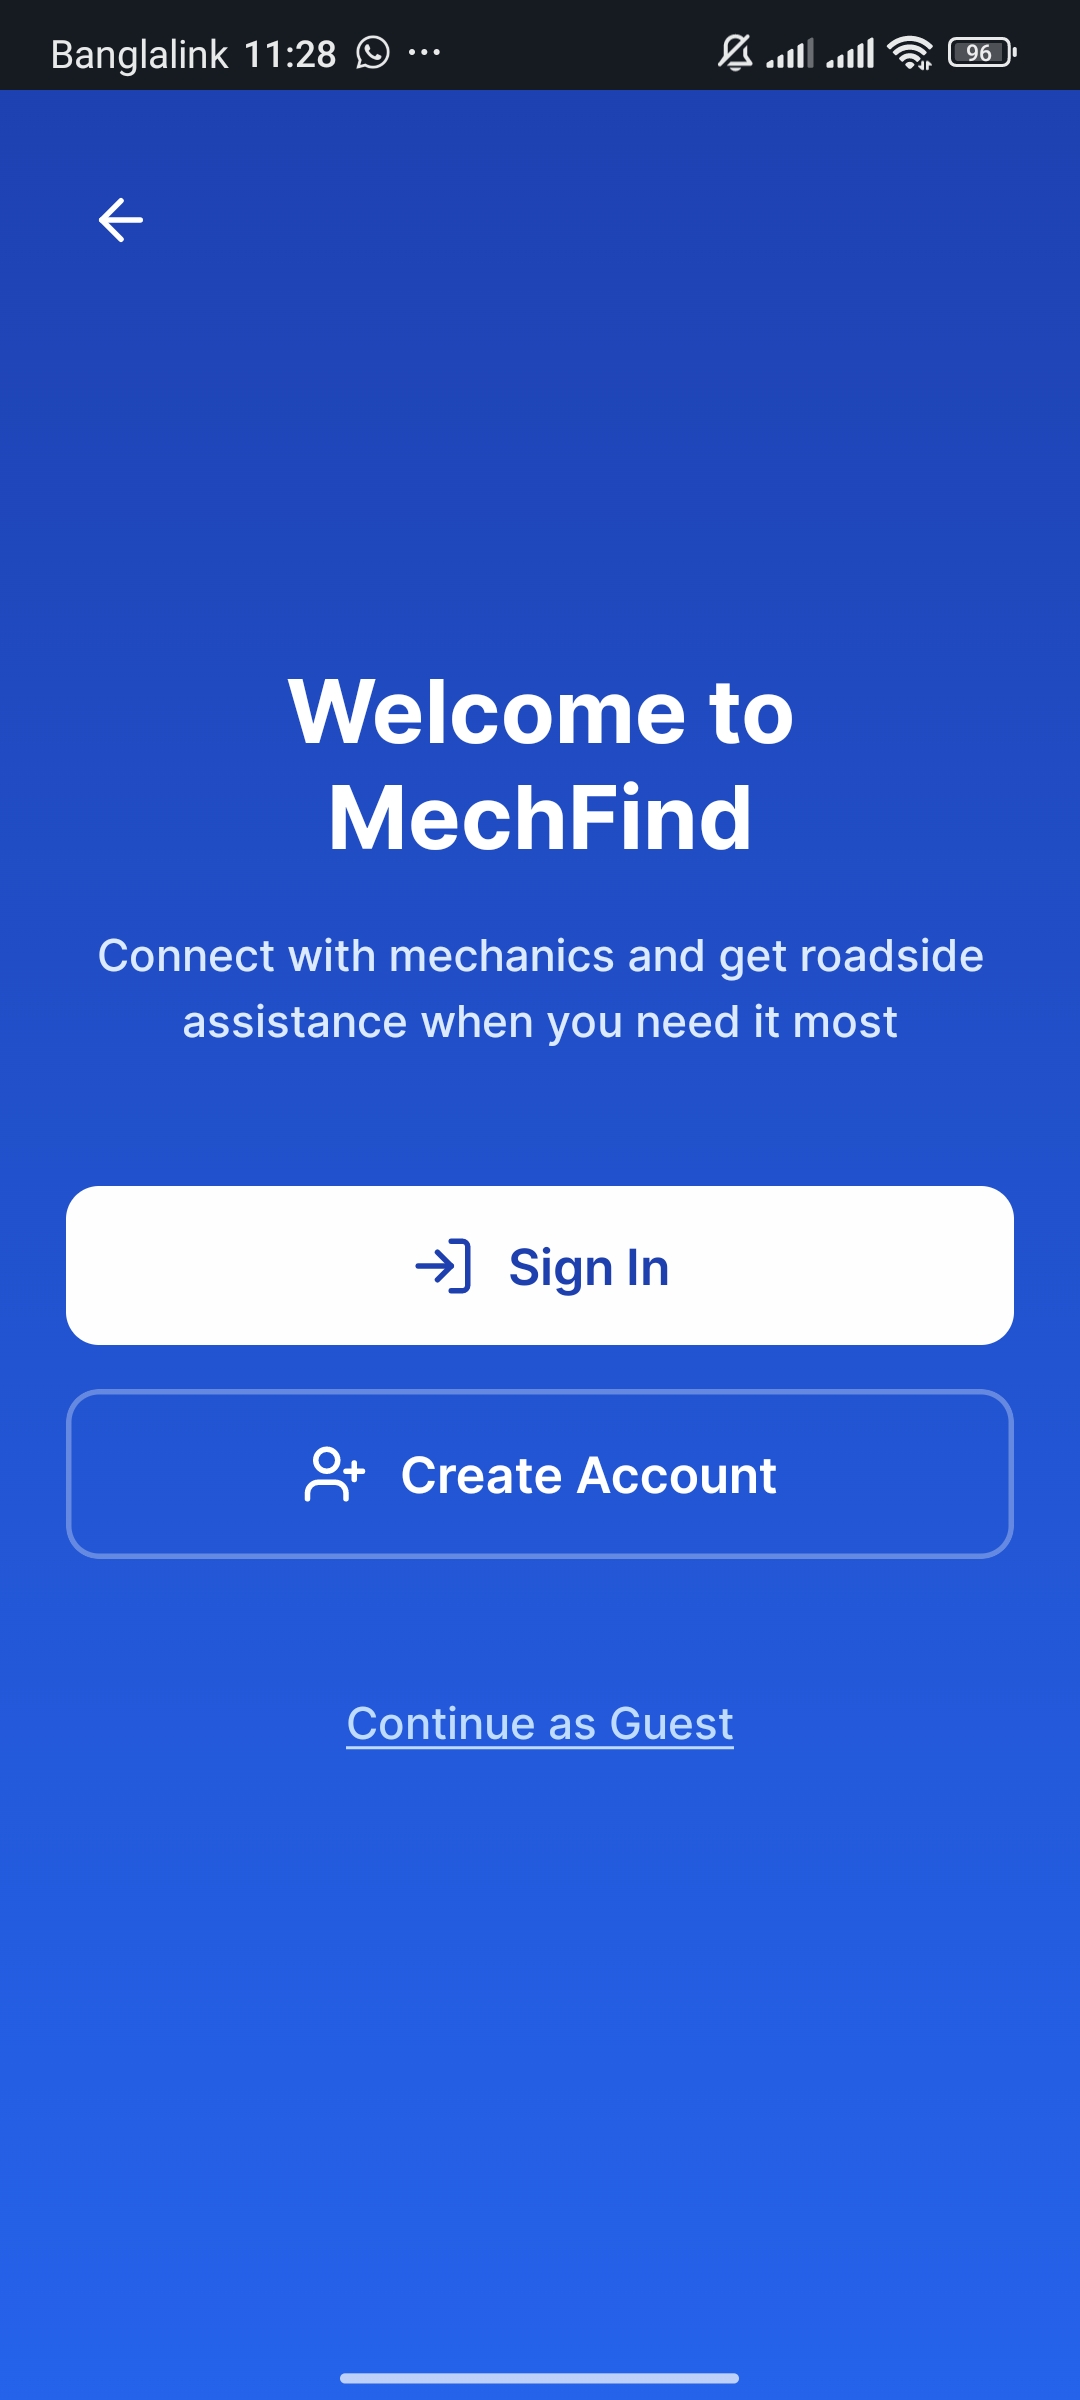 Banglalink 11:28
96
Welcome to
MechFind
Connect with mechanics and get roadside
assistance when you need it most
Sign In
Create Account
Continue as Guest